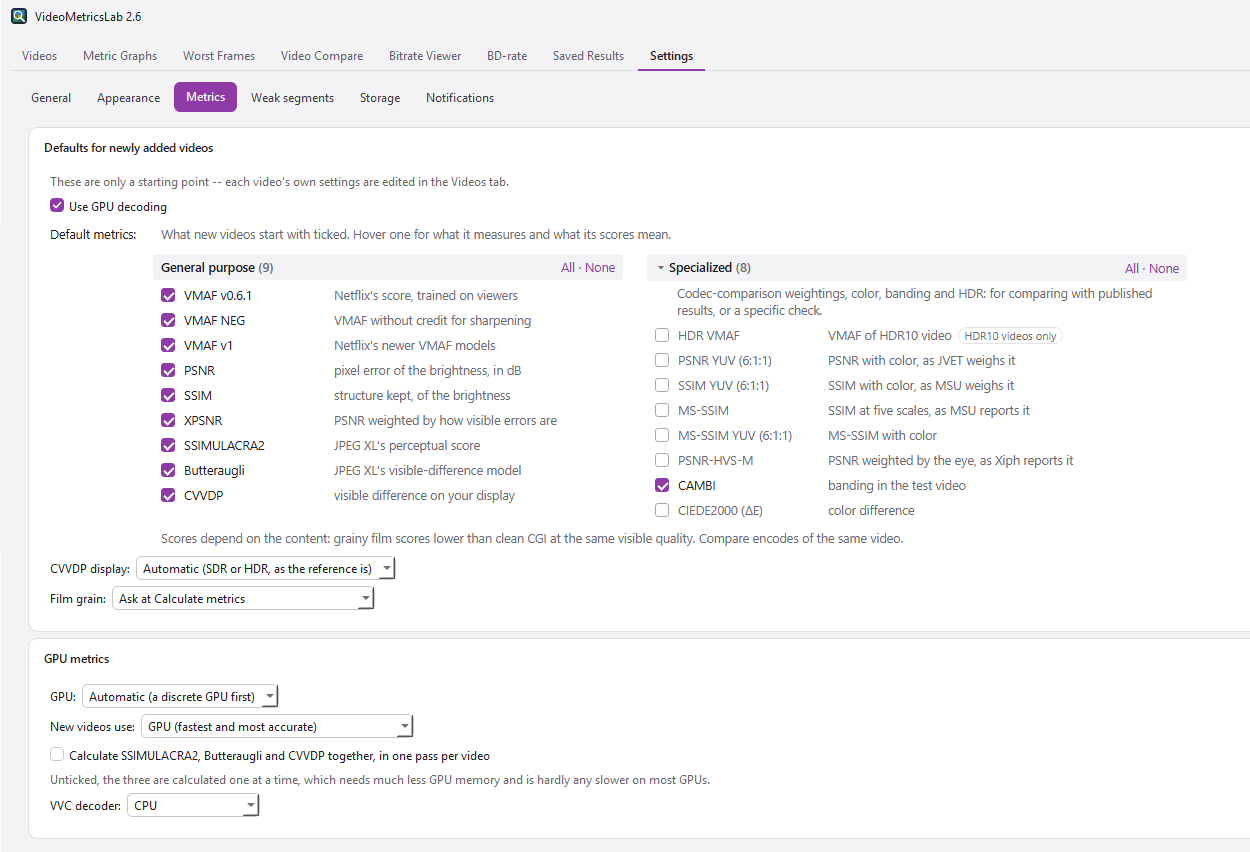 VideoMetricsLab 2.6
Videos Metric Graphs Worst Frames Video Compare Bitrate Viewer BD-rate Saved Results Settings
General Appearance Metrics Weak segments Storage Notifications
Defaults for newly added videos
These are only a starting point -- each video's own settings are edited in the Videos tab.
Use GPU decoding
Default metrics: What new videos start with ticked. Hover one for what it measures and what its scores mean.
General purpose (9) All · None
VMAF v0.6.1 Netflix's score, trained on viewers
VMAF NEG VMAF without credit for sharpening
VMAF v1 Netflix's newer VMAF models
PSNR pixel error of the brightness, in dB
SSIM structure kept, of the brightness
XPSNR PSNR weighted by how visible errors are
SSIMULACRA2 JPEG XL's perceptual score
Butteraugli JPEG XL's visible-difference model
CVVDP visible difference on your display
Specialized (8) All · None
Codec-comparison weightings, color, banding and HDR: for comparing with published
results, or a specific check.
HDR VMAF VMAF of HDR10 video HDR10 videos only
PSNR YUV (6:1:1) PSNR with color, as JVET weighs it
SSIM YUV (6:1:1) SSIM with color, as MSU weighs it
MS-SSIM SSIM at five scales, as MSU reports it
MS-SSIM YUV (6:1:1) MS-SSIM with color
PSNR-HVS-M PSNR weighted by the eye, as Xiph reports it
CAMBI banding in the test video
CIEDE2000 (ΔE) color difference
Scores depend on the content: grainy film scores lower than clean CGI at the same visible quality. Compare encodes of the same video.
CVVDP display: Automatic (SDR or HDR, as the reference is)
Film grain: Ask at Calculate metrics
GPU metrics
GPU: Automatic (a discrete GPU first)
New videos use: GPU (fastest and most accurate)
Calculate SSIMULACRA2, Butteraugli and CVVDP together, in one pass per video
Unticked, the three are calculated one at a time, which needs much less GPU memory and is hardly any slower on most GPUs.
VVC decoder: CPU